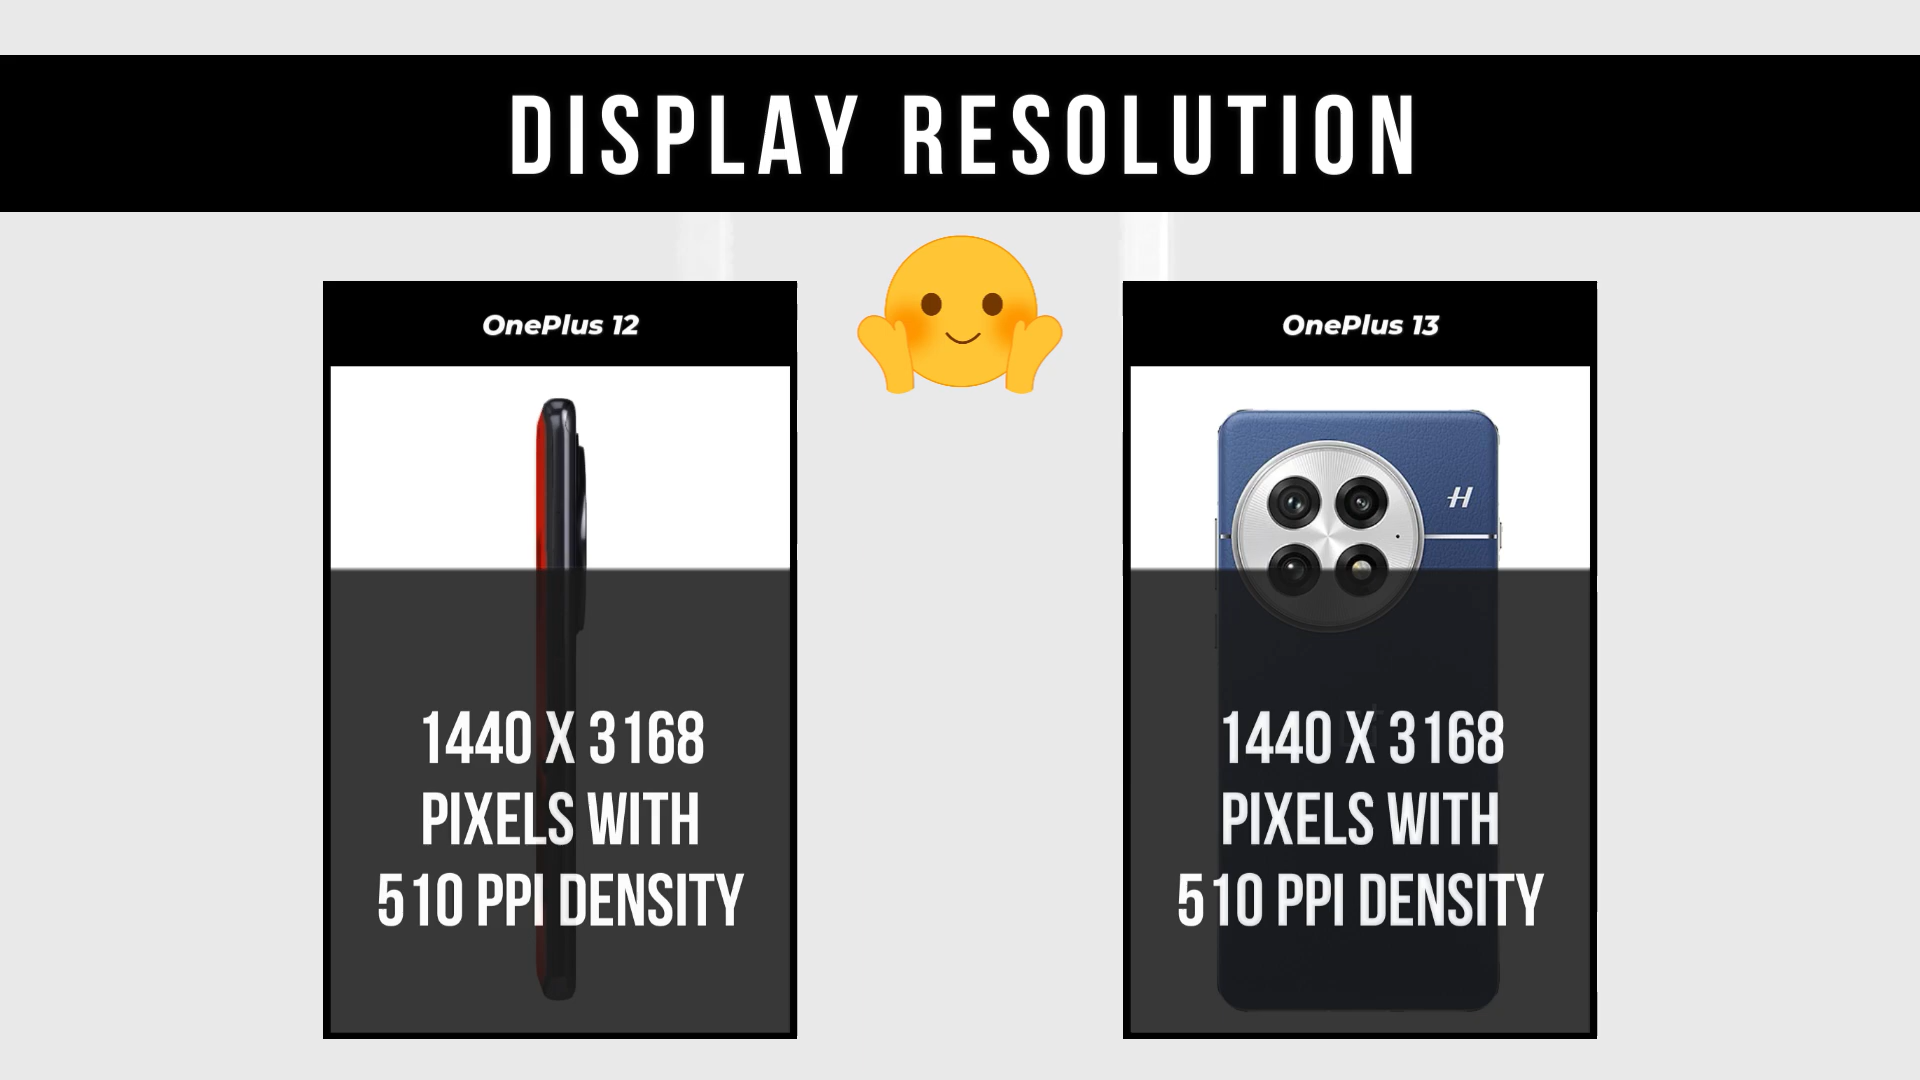 DISPLAY RESOLUTION
OnePlus 12
1440 X 3168
PIXELS WITH
510 PPI DENSITY
OnePlus 13
H
1440 X 3168
PIXELS WITH
510 PPI DENSITY